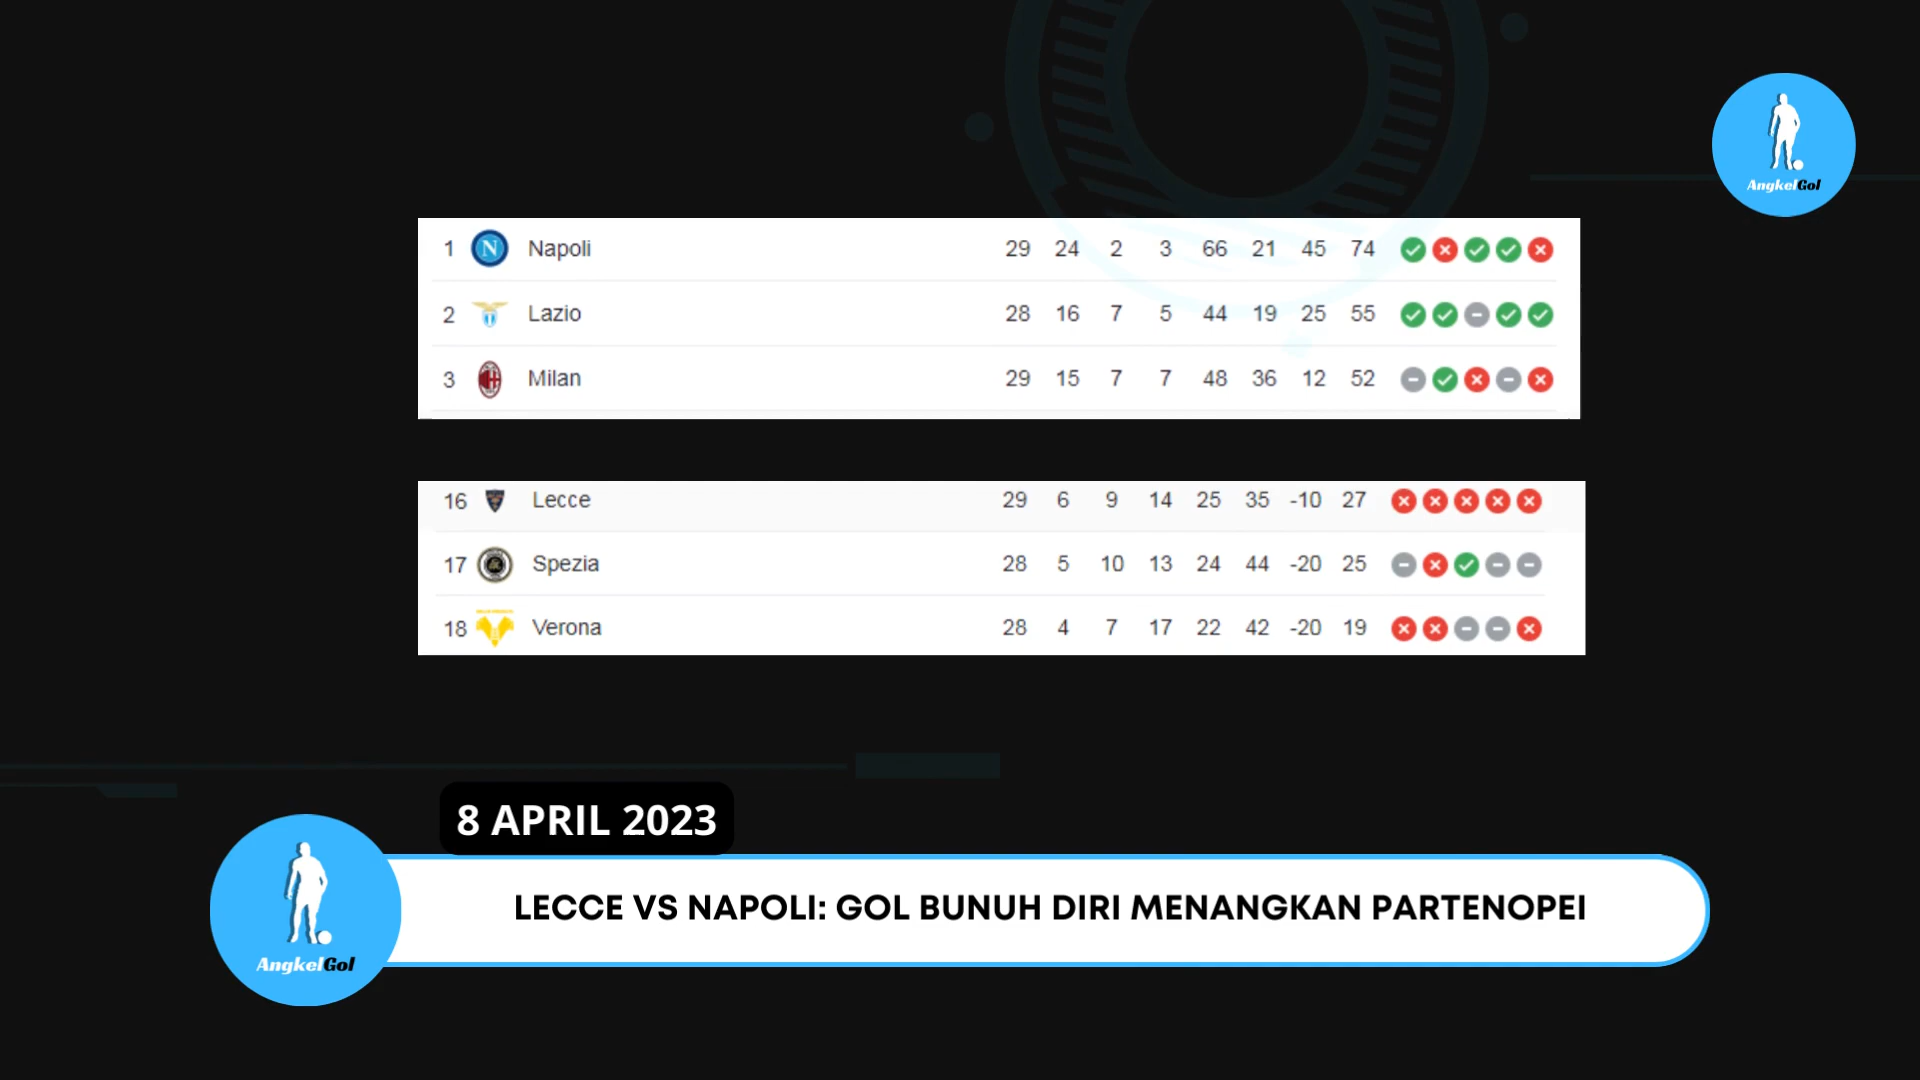 AngkelGol
1 N Napoli 29 24 2 3 66 21 45 74
2 Lazio 28 16 7 5 44 19 25 55
3 Milan 29 15 7 7 48 36 12 52
16 Lecce 29 6 9 14 25 35 -10 27
17 Spezia 28 5 10 13 24 44 -20 25
18 Verona 28 4 7 17 22 42 -20 19
8 APRIL 2023
LECCE VS NAPOLI: GOL BUNUH DIRI MENANGKAN PARTENOPEI
AngkelGol